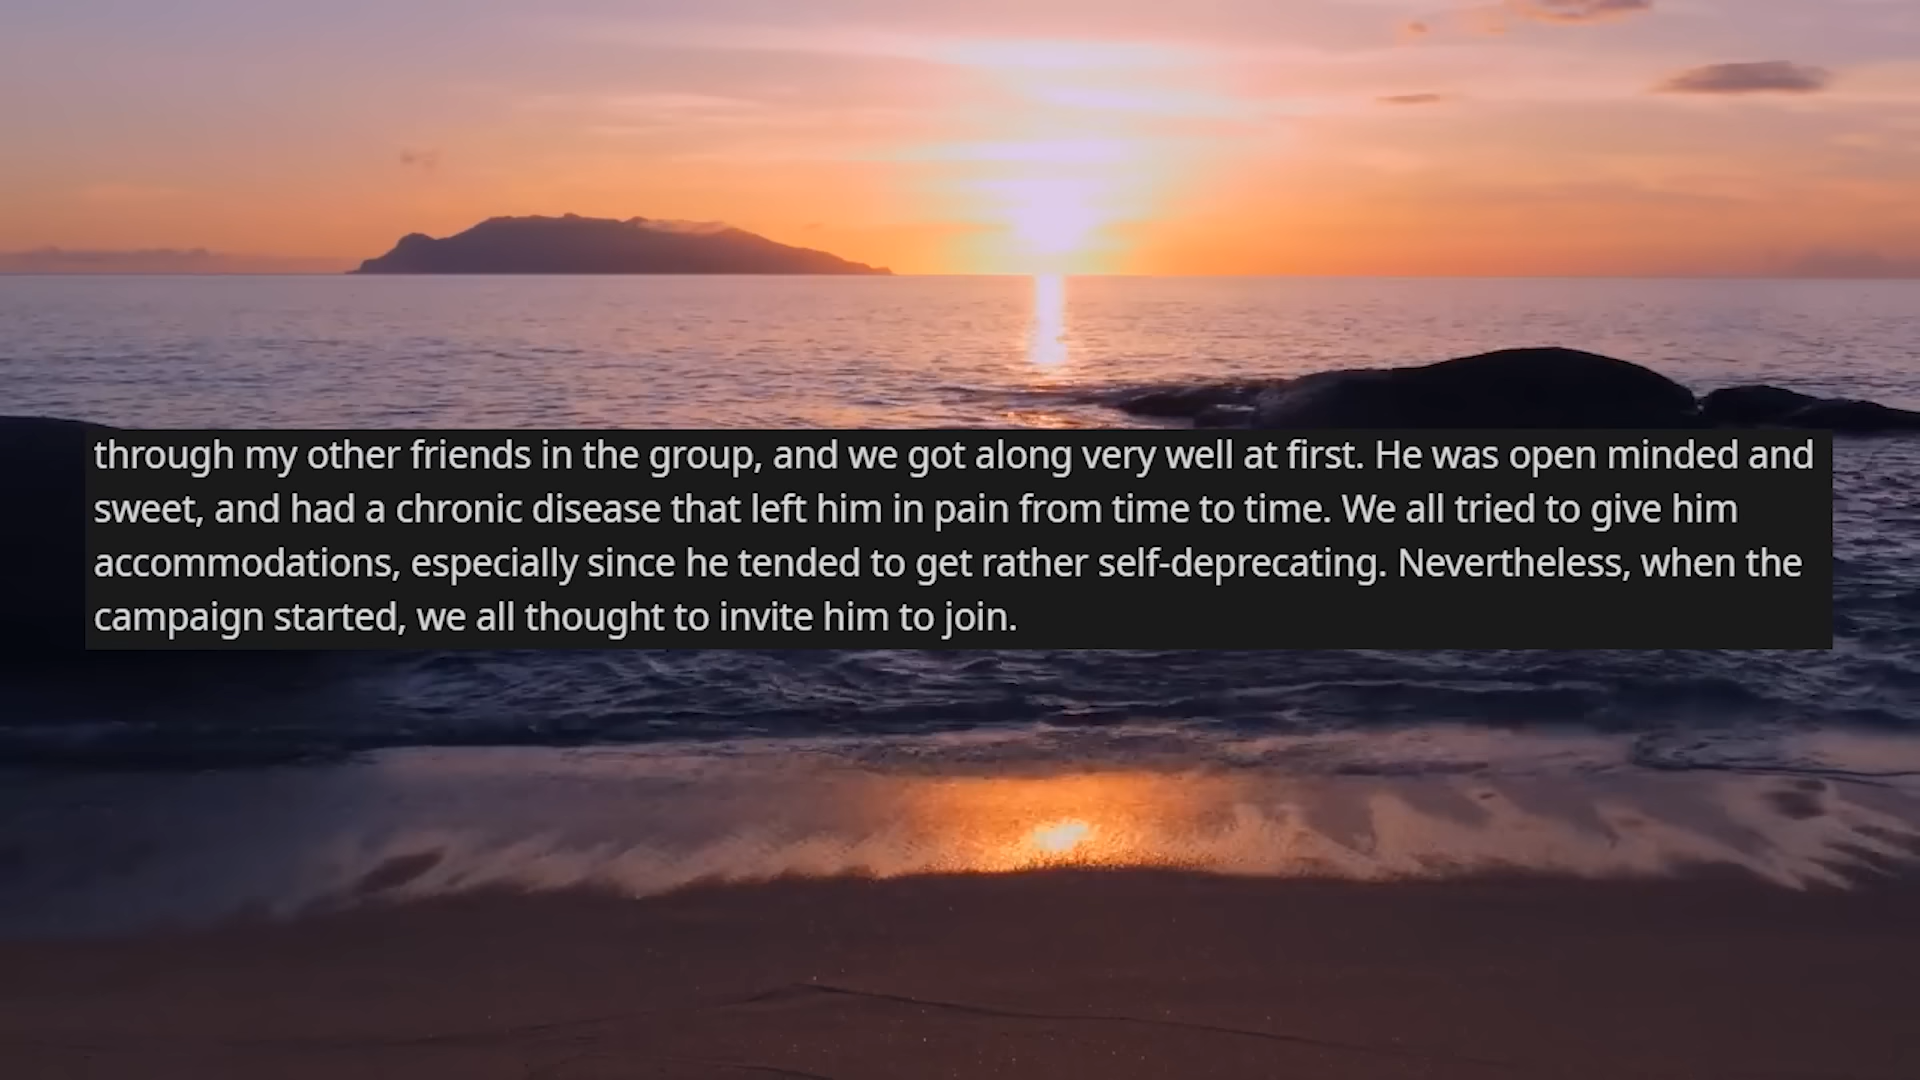 through my other friends in the group, and we got along very well at first. He was open minded and
sweet, and had a chronic disease that left him in pain from time to time. We all tried to give him
accommodations, especially since he tended to get rather self-deprecating. Nevertheless, when the
campaign started, we all thought to invite him to join.